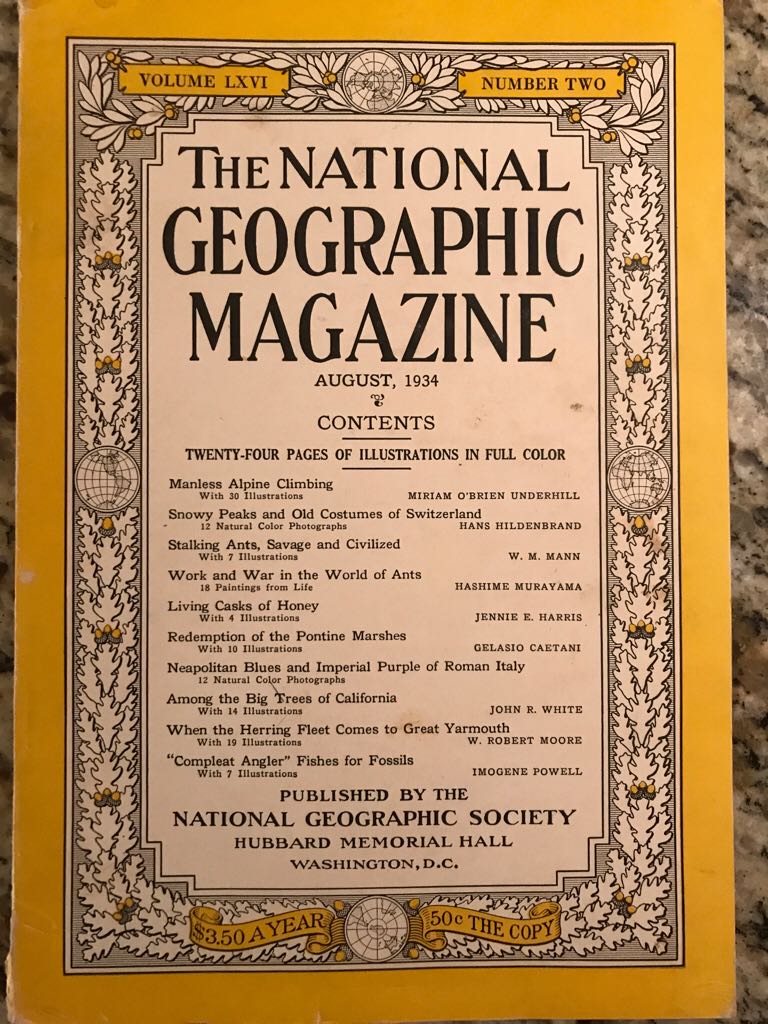 VOLUME LXVI
NUMBER TWO
THE NATIONAL
GEOGRAPHIC
MAGAZINE
AUGUST, 1934
CONTENTS
TWENTY-FOUR PAGES OF ILLUSTRATIONS IN FULL COLOR
Manless Alpine Climbing
With 30 Illustrations MIRIAM O'BRIEN UNDERHILL
Snowy Peaks and Old Costumes of Switzerland
12 Natural Color Photographs HANS HILDENBRAND
Stalking Ants, Savage and Civilized
With 7 Illustrations W. M. MANN
Work and War in the World of Ants
18 Paintings from Life HASHIME MURAYAMA
Living Casks of Honey
With 4 Illustrations JENNIE E. HARRIS
Redemption of the Pontine Marshes
With 10 Illustrations GELASIO CAETANI
Neapolitan Blues and Imperial Purple of Roman Italy
12 Natural Color Photographs
Among the Big Trees of California
With 14 Illustrations JOHN R. WHITE
When the Herring Fleet Comes to Great Yarmouth
With 19 Illustrations W. ROBERT MOORE
"Compleat Angler" Fishes for Fossils
With 7 Illustrations IMOGENE POWELL
PUBLISHED BY THE
NATIONAL GEOGRAPHIC SOCIETY
HUBBARD MEMORIAL HALL
WASHINGTON, D.C.
$3.50 A YEAR
50c THE COPY